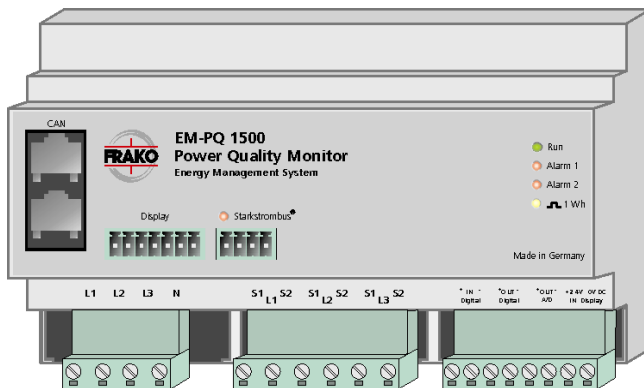 CAN
FRAKO
EM-PQ 1500
Power Quality Monitor
Energy Management System
Run
Alarm 1
Alarm 2
1 Wh
Display
Starkstrombus
Made in Germany
L1 L2 L3 N
S1 S2 S1 S2 S1 S2
L1 L2 L3
+ IN - +OUT- +OUT- +24V 0V DC
Digital Digital A/D IN Display